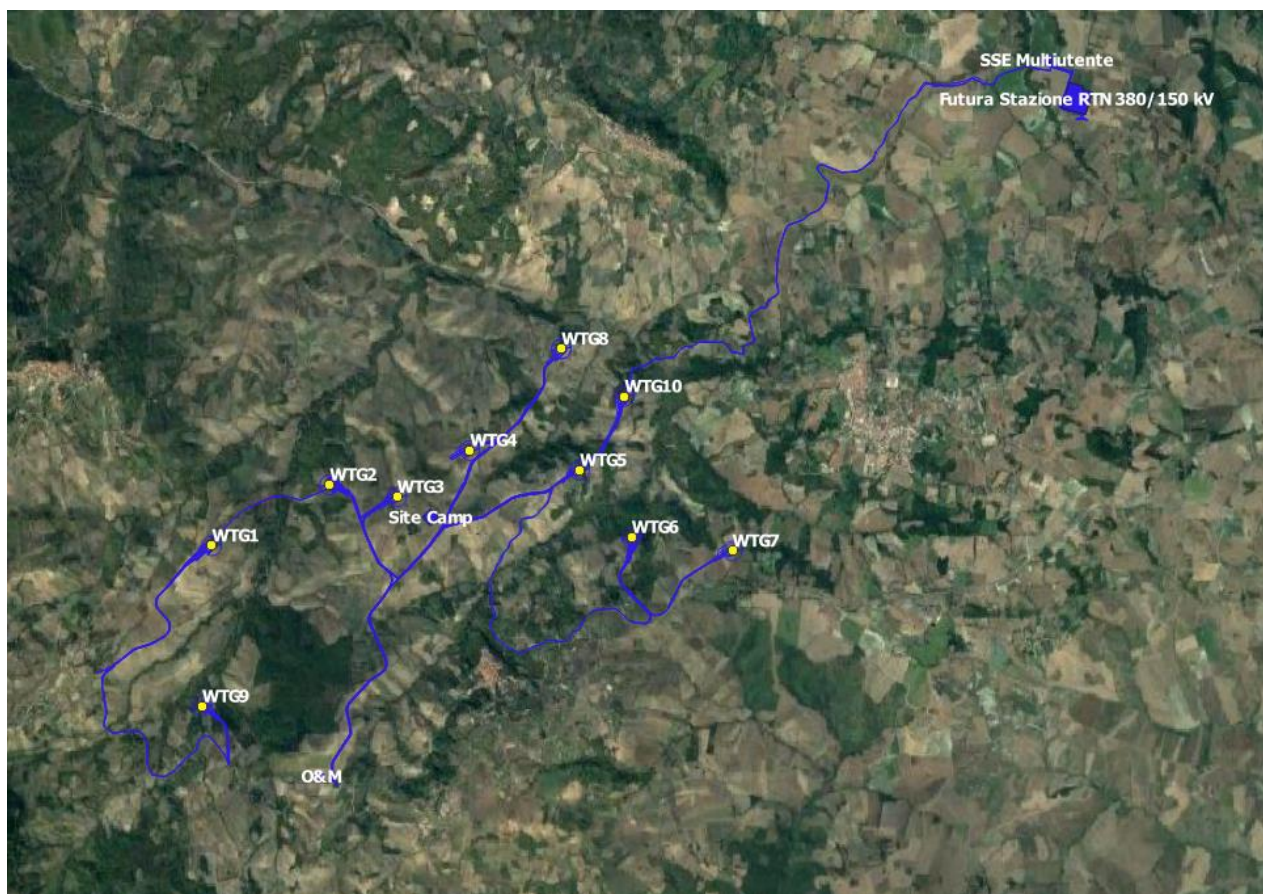 SSE Multiutente
Futura Stazione RTN 380/150 kV
WTG8
WTG10
WTG4
WTG5
WTG2
WTG3
Site Camp
WTG1
WTG6
WTG7
WTG9
O&M